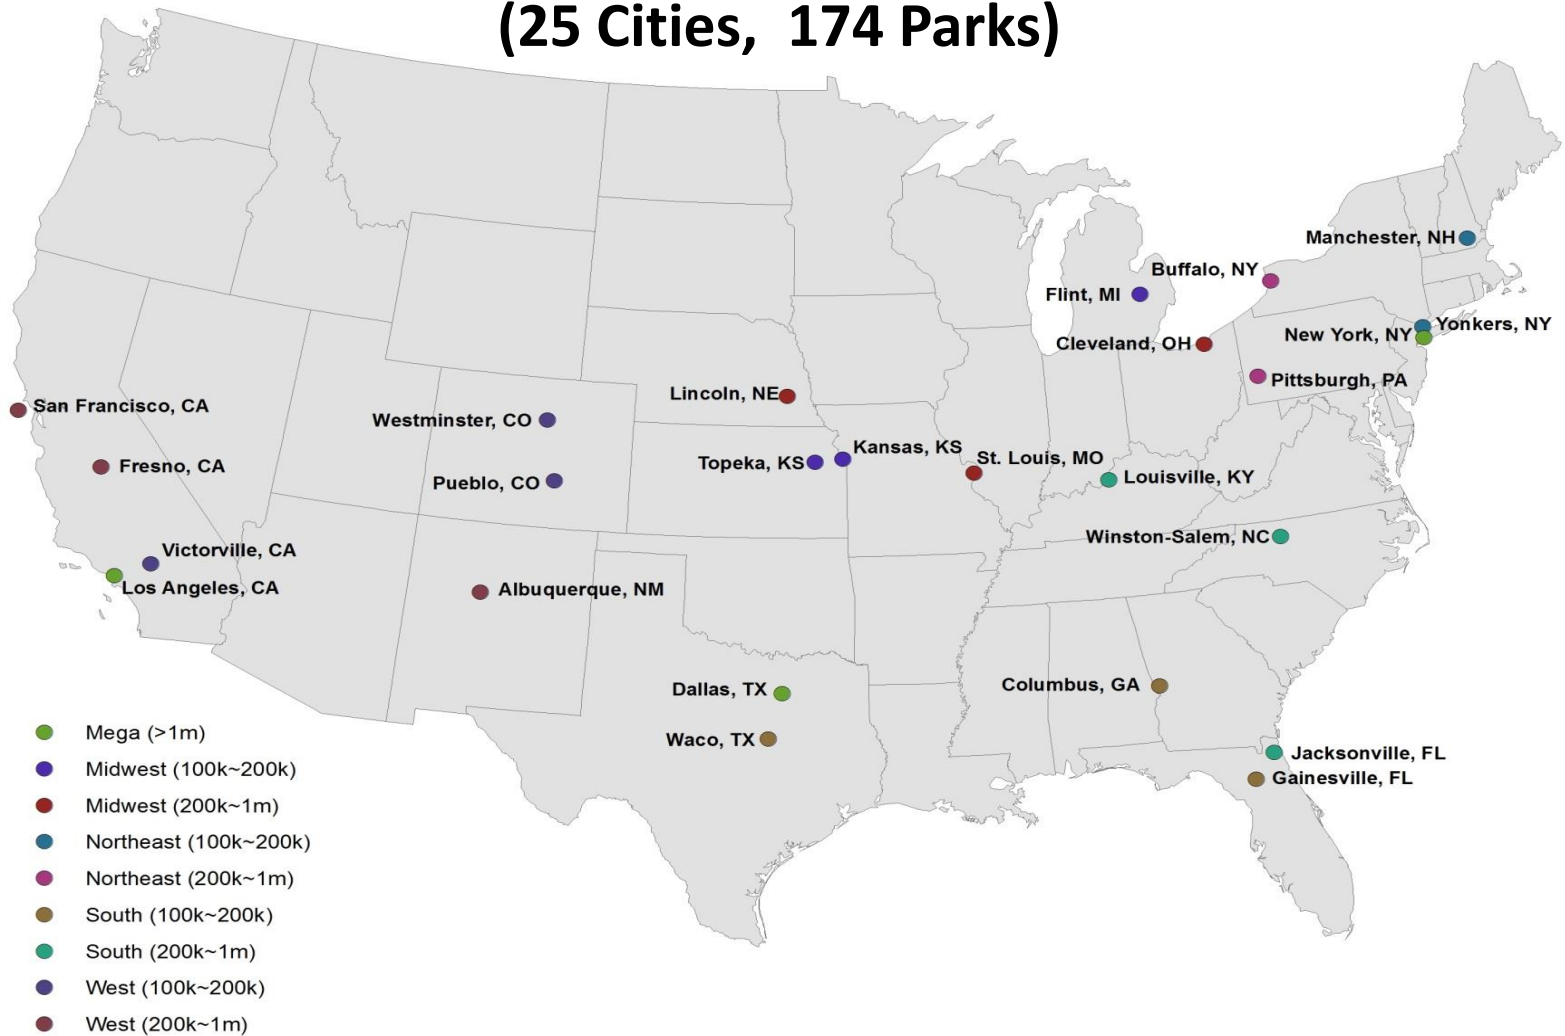 (25 Cities,  174 Parks)
Manchester, NH
Buffalo, NY
Flint, MI
Yonkers, NY
New York, NY
Cleveland, OH
Pittsburgh, PA
Lincoln, NE
San Francisco, CA
Westminster, CO
Kansas, KS
St. Louis, MO
Topeka, KS
Fresno, CA
Louisville, KY
Pueblo, CO
Winston-Salem, NC
Victorville, CA
Los Angeles, CA
Albuquerque, NM
Columbus, GA
Dallas, TX
Waco, TX
Jacksonville, FL
Gainesville, FL
Mega (>1m)
Midwest (100k~200k)
Midwest (200k~1m)
Northeast (100k~200k)
Northeast (200k~1m)
South (100k~200k)
South (200k~1m)
West (100k~200k)
West (200k~1m)